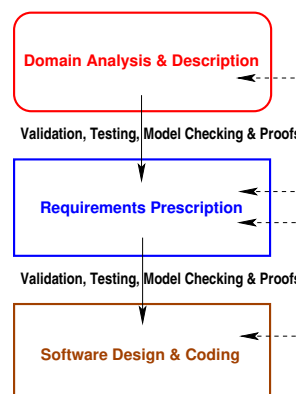 Domain Analysis & Description
Validation, Testing, Model Checking & Proofs
Requirements Prescription
Validation, Testing, Model Checking & Proofs
Software Design & Coding